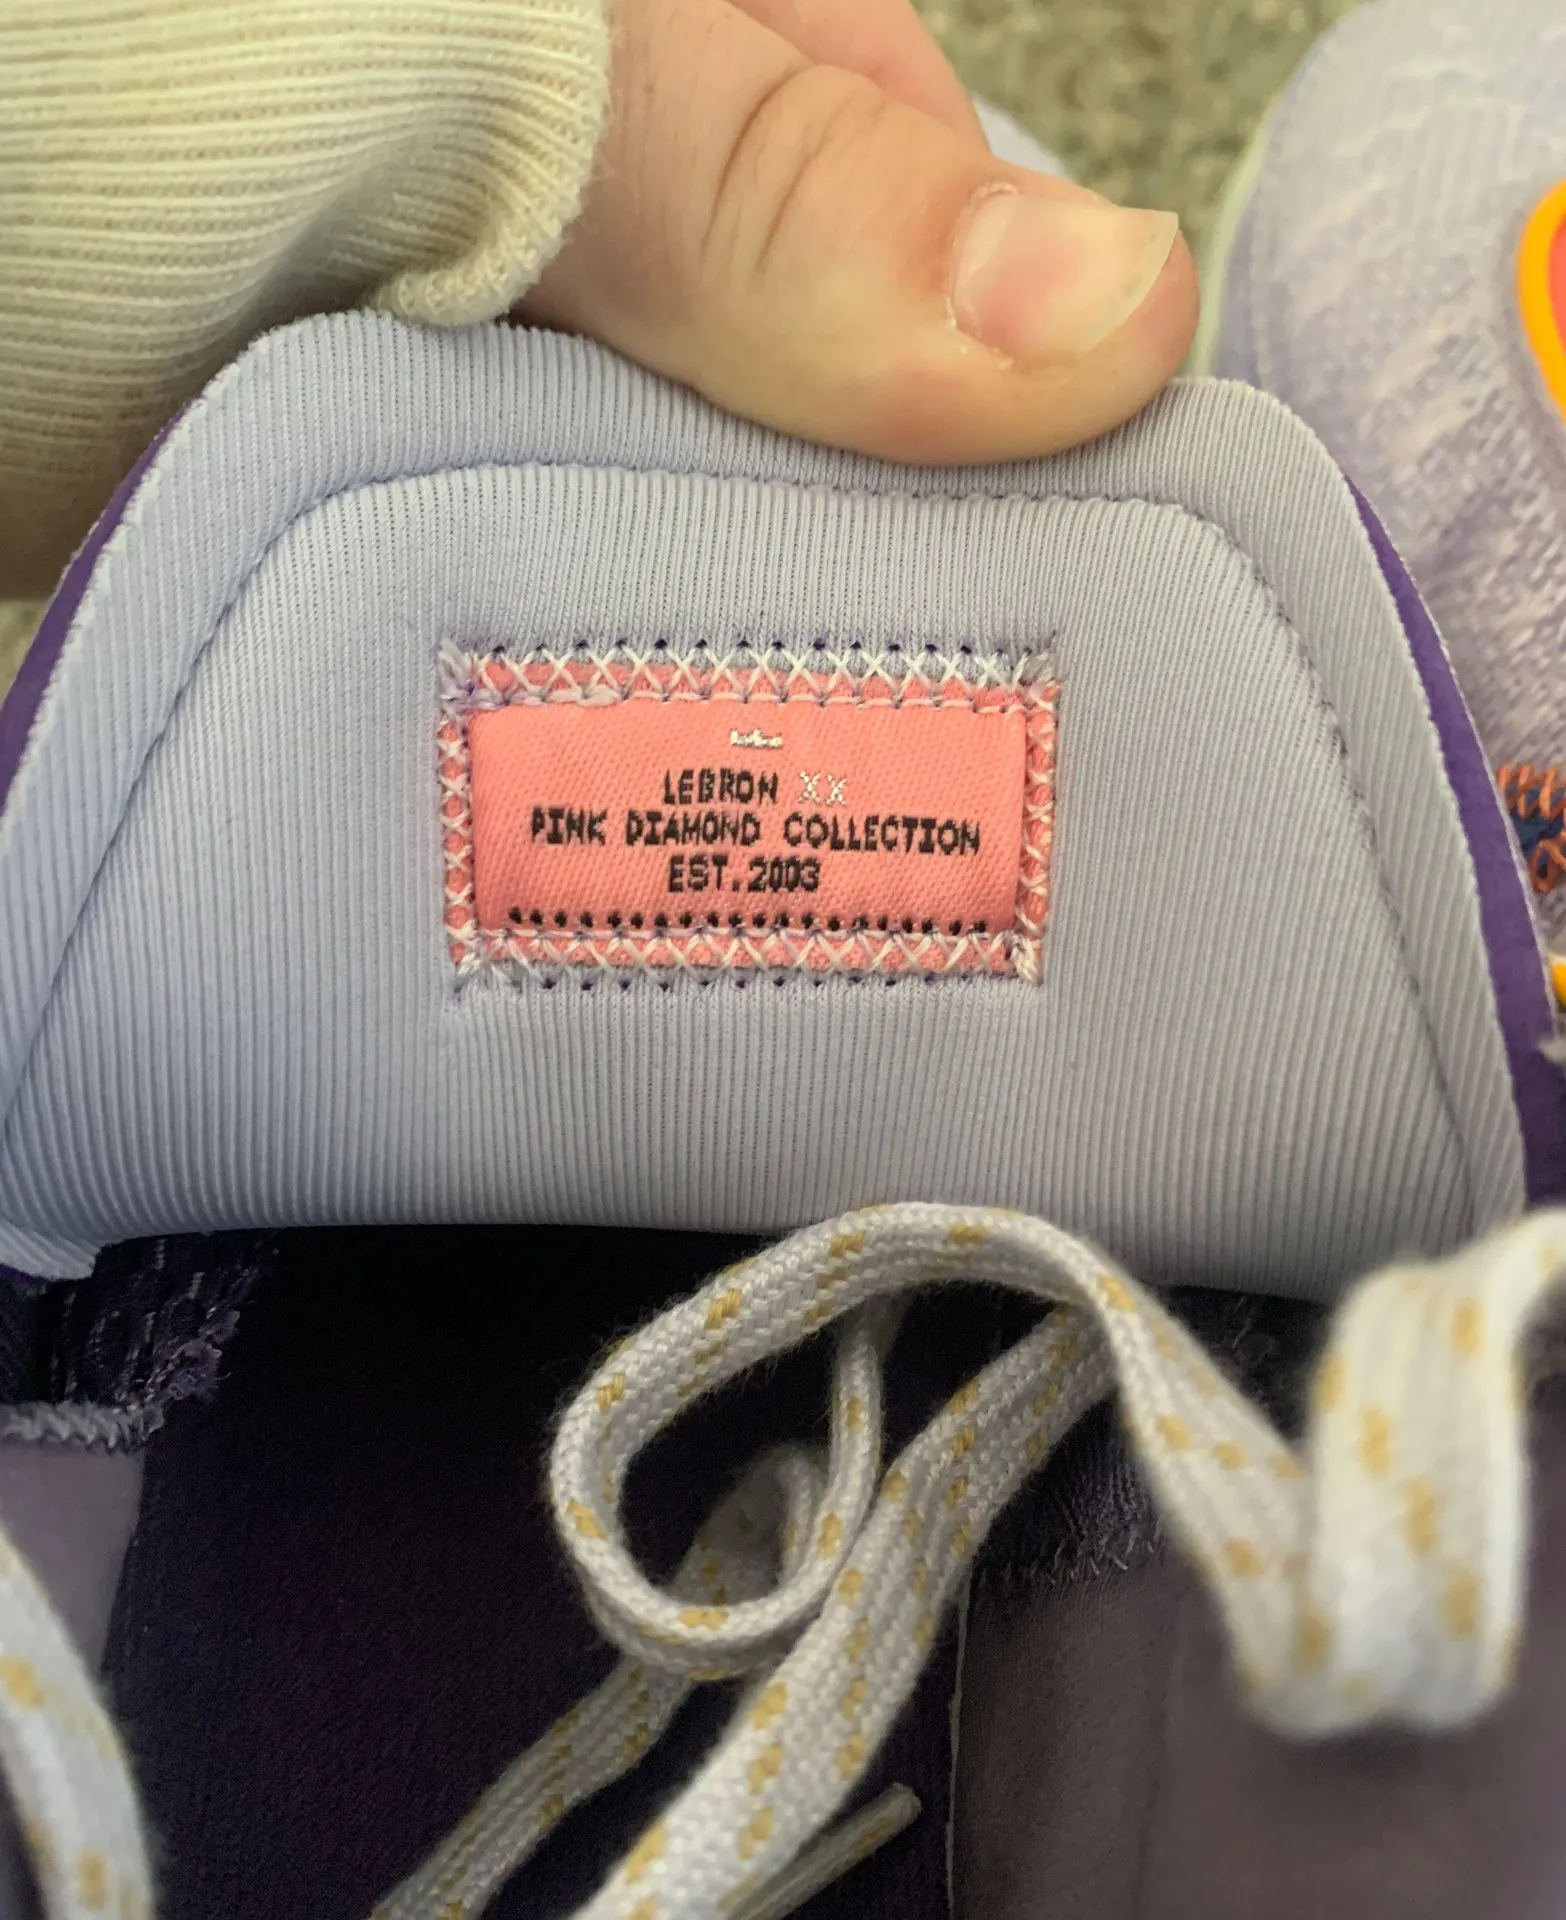 LEBRON XX
PINK DIAMOND COLLECTION
EST.2003